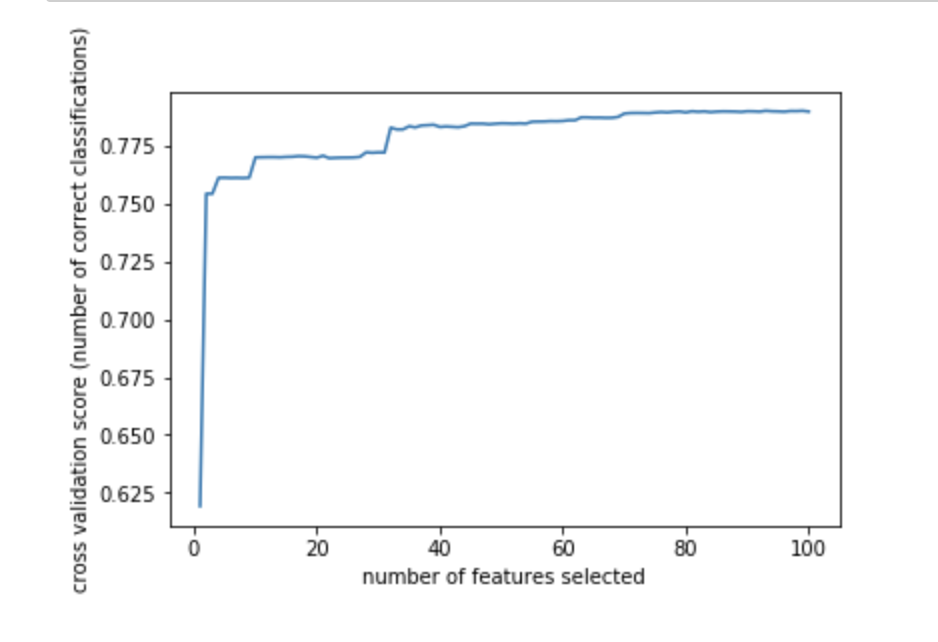 cross validation score (number of correct classifications)
0.775
0.750
0.725
0.700
0.675
0.650
0.625
0 20 40 60 80 100
number of features selected